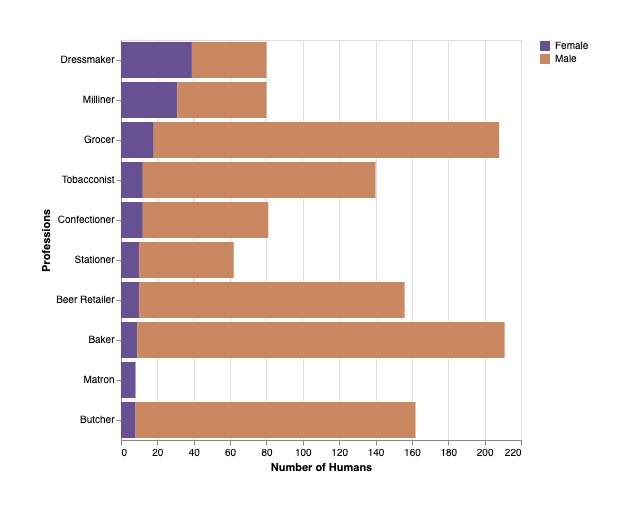 Female
Male
Dressmaker
Milliner
Grocer
Tobacconist
Confectioner
Stationer
Beer Retailer
Baker
Matron
Butcher
Professions
0 20 40 60 80 100 120 140 160 180 200 220
Number of Humans